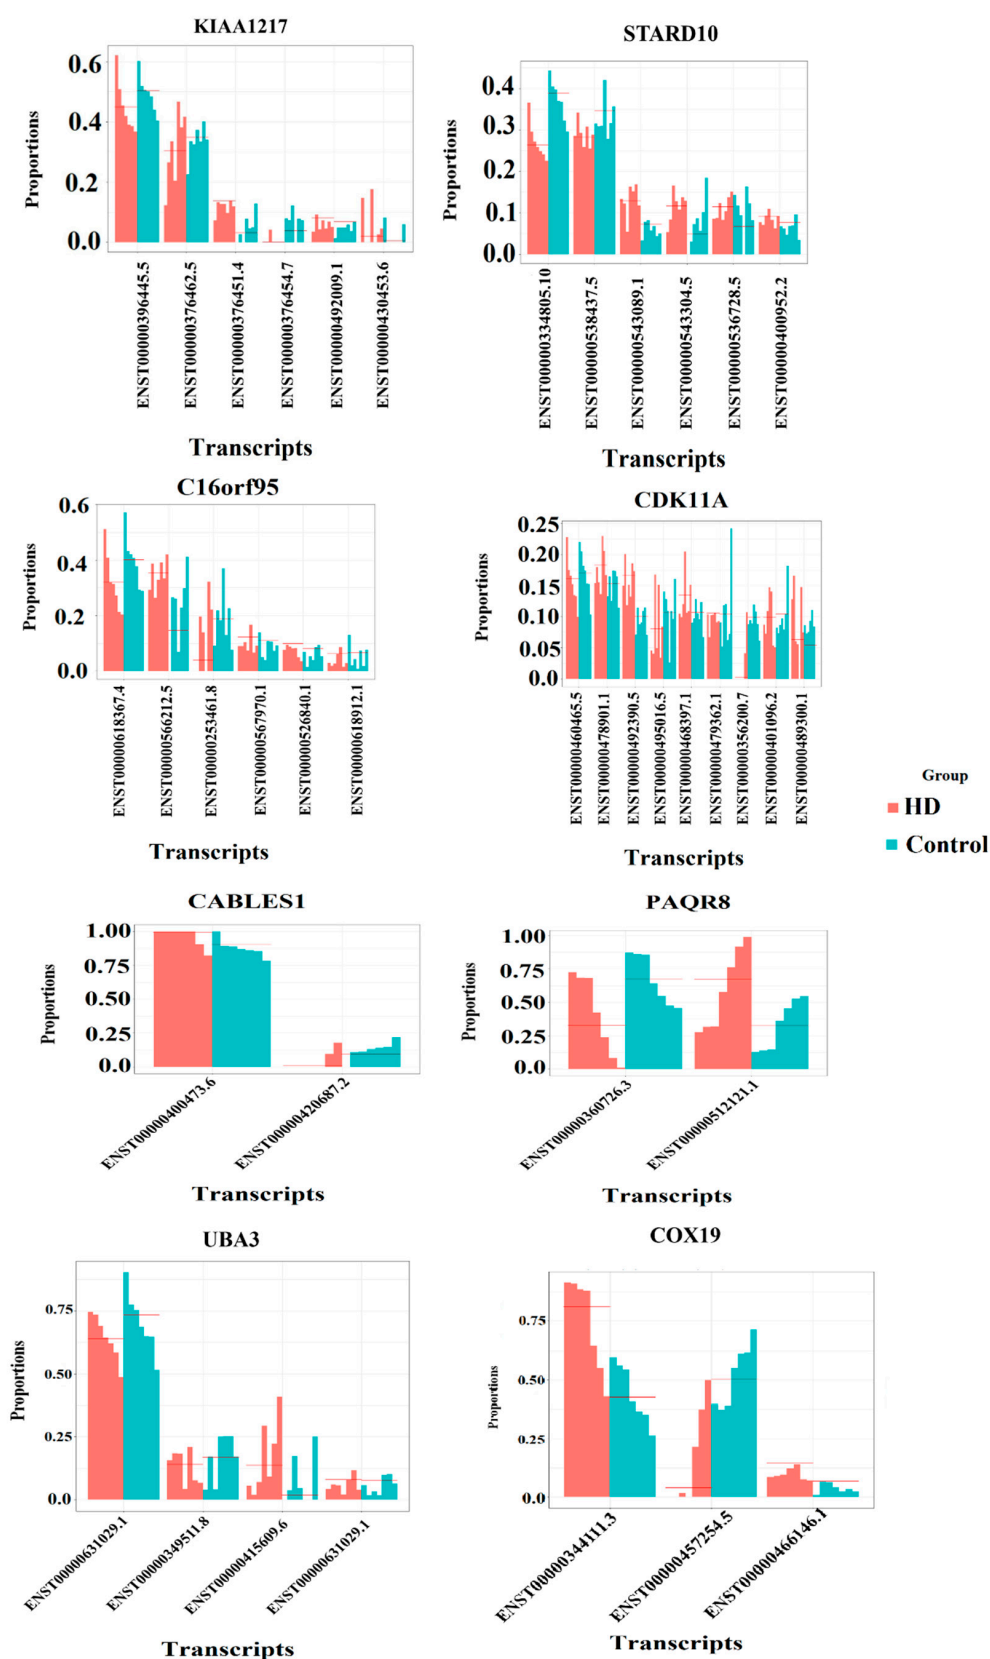 KIAA1217
0.6
0.4
0.2
0.0
Proportions
ENST00000396445.5
ENST00000376462.5
ENST00000376451.4
ENST00000376454.7
ENST00000492009.1
ENST00000430453.6
Transcripts
STARD10
0.4
0.3
0.2
0.1
0.0
Proportions
ENST00000334805.10
ENST00000538437.5
ENST00000543089.1
ENST00000543304.5
ENST00000536728.5
ENST00000400952.2
Transcripts
C16orf95
0.6
0.4
0.2
0.0
Proportions
ENST00000618367.4
ENST00000566212.5
ENST00000253461.8
ENST00000567970.1
ENST00000526840.1
ENST00000618912.1
Transcripts
CDK11A
0.25
0.20
0.15
0.10
0.05
0.0
Proportions
ENST00000460465.5
ENST00000478901.1
ENST00000492390.5
ENST00000495016.5
ENST00000468397.1
ENST00000479362.1
ENST00000356200.7
ENST00000401096.2
ENST00000489300.1
Transcripts
Group
HD
Control
CABLES1
1.00
0.75
0.50
0.25
0.0
Proportions
ENST00000400473.6
ENST00000420687.2
Transcripts
PAQR8
1.00
0.75
0.50
0.25
0.0
Proportions
ENST00000360726.3
ENST00000512121.1
Transcripts
UBA3
0.75
0.50
0.25
0.0
Proportions
ENST00000631029.1
ENST00000349511.8
ENST00000415609.6
ENST00000631029.1
Transcripts
COX19
0.75
0.50
0.25
0.0
Proportions
ENST00000344111.3
ENST00000457254.5
ENST00000466146.1
Transcripts